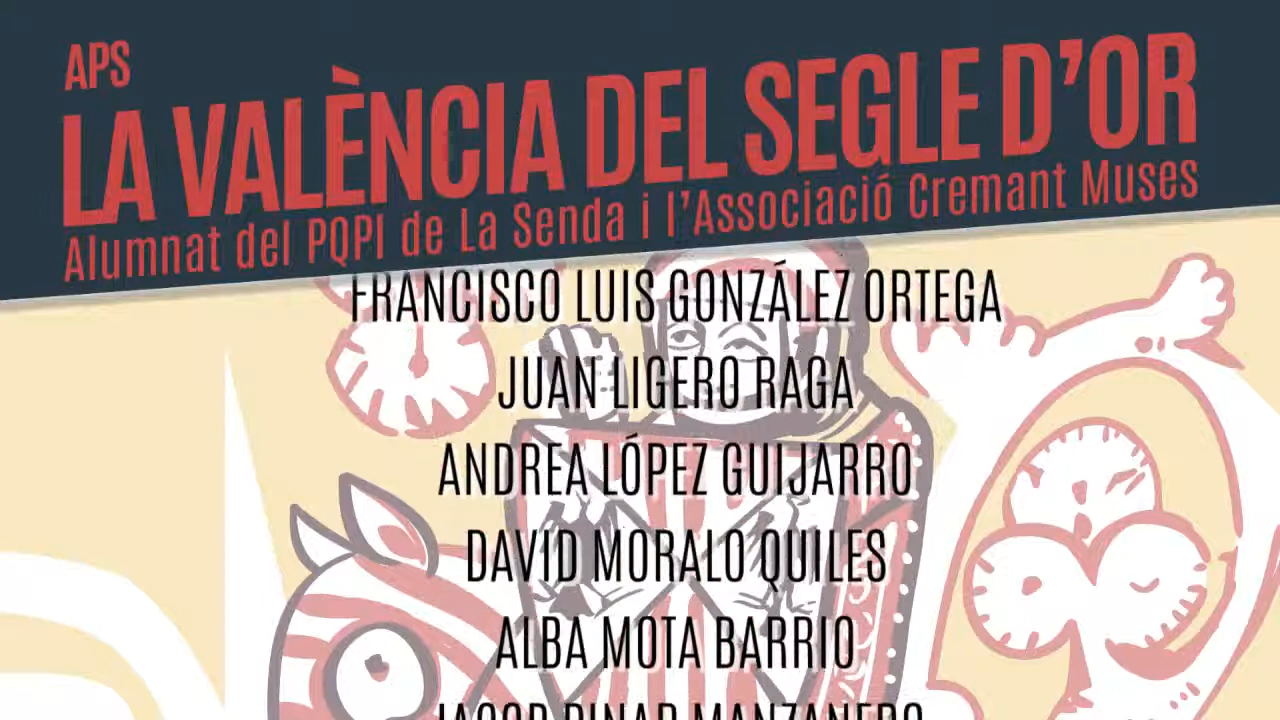 APS
LA VALÈNCIA DEL SEGLE D'OR
Alumnat del PQPI de La Senda i l'Associació Cremant Muses
FRANCISCO LUIS GONZÁLEZ ORTEGA
JUAN LIGERO RAGA
ANDREA LÓPEZ GUIJARRO
DAVID MORALO QUILES
ALBA MOTA BARRIO
MANZANERO